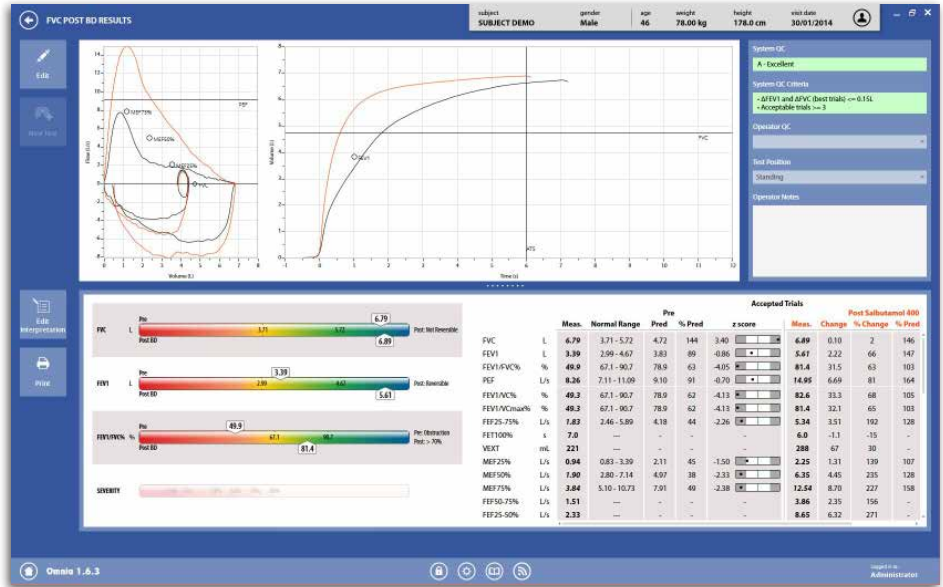 FVC POST BD RESULTS
subject gender age weight height visit date
SUBJECT DEMO Male 46 78.00 kg 178.0 cm 30/01/2014
Edit
New Test
PEF
MEF75%
MEF50%
MEF25%
FVC
Flow (L/s)
Volume (L)
FVC
FEV1
ATS
Volume (L)
Time (s)
System QC
A - Excellent
System QC Criteria
- ΔFEV1 and ΔFVC (best trials) <= 0.15L
- Acceptable trials >= 3
Operator QC
Test Position
Standing
Operator Notes
Edit
Interpretation
Print
FVC L Pre 6.79
3.71 5.72 Post: Not Reversible
Post BD 6.89
FEV1 L Pre 3.39
2.99 4.67 Post: Reversible
Post BD 5.61
FEV1/FVC% % Pre 49.9
67.1 90.7 Pre: Obstruction
Post BD 81.4 Post: > 70%
SEVERITY
Accepted Trials
Pre Post Salbutamol 400
Meas. Normal Range Pred % Pred z score Meas. Change % Change % Pred
FVC L 6.79 3.71 - 5.72 4.72 144 3.40 6.89 0.10 2 146
FEV1 L 3.39 2.99 - 4.67 3.83 89 -0.86 5.61 2.22 66 147
FEV1/FVC% % 49.9 67.1 - 90.7 78.9 63 -4.05 81.4 31.5 63 103
PEF L/s 8.26 7.11 - 11.09 9.10 91 -0.70 14.95 6.69 81 164
FEV1/VC% % 49.3 67.1 - 90.7 78.9 62 -4.13 82.6 33.3 68 105
FEV1/VCmax% % 49.3 67.1 - 90.7 78.9 62 -4.13 81.4 32.1 65 103
FEF25-75% L/s 1.83 2.46 - 5.89 4.18 44 -2.26 5.34 3.51 192 128
FET100% s 7.0 --- - - - 6.0 -1.1 -15 -
VEXT mL 221 --- - - - 288 67 30 -
MEF25% L/s 0.94 0.83 - 3.39 2.11 45 -1.50 2.25 1.31 139 107
MEF50% L/s 1.90 2.80 - 7.14 4.97 38 -2.33 6.35 4.45 235 128
MEF75% L/s 3.84 5.10 - 10.73 7.91 49 -2.38 12.54 8.70 227 158
FEF50-75% L/s 1.51 --- - - - 3.86 2.35 156 -
FEF25-50% L/s 2.33 --- - - - 8.65 6.32 271 -
Omnia 1.6.3
Logged in as
Administrator